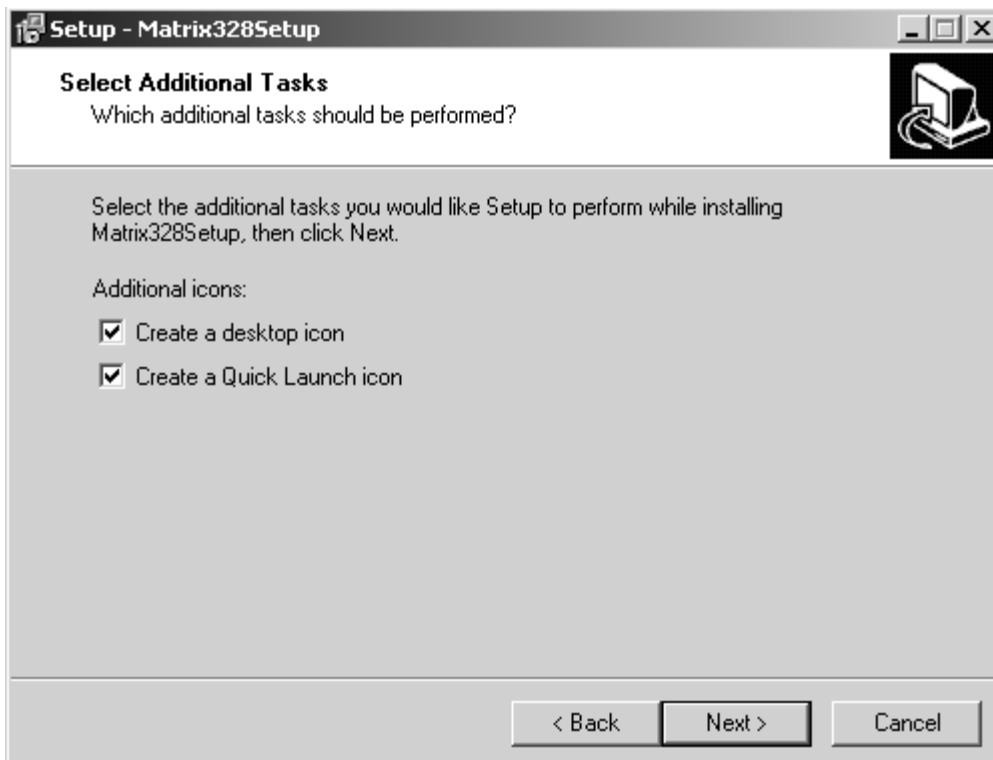 Setup - Matrix328Setup
Select Additional Tasks
Which additional tasks should be performed?
Select the additional tasks you would like Setup to perform while installing
Matrix328Setup, then click Next.
Additional icons:
Create a desktop icon
Create a Quick Launch icon
< Back Next > Cancel